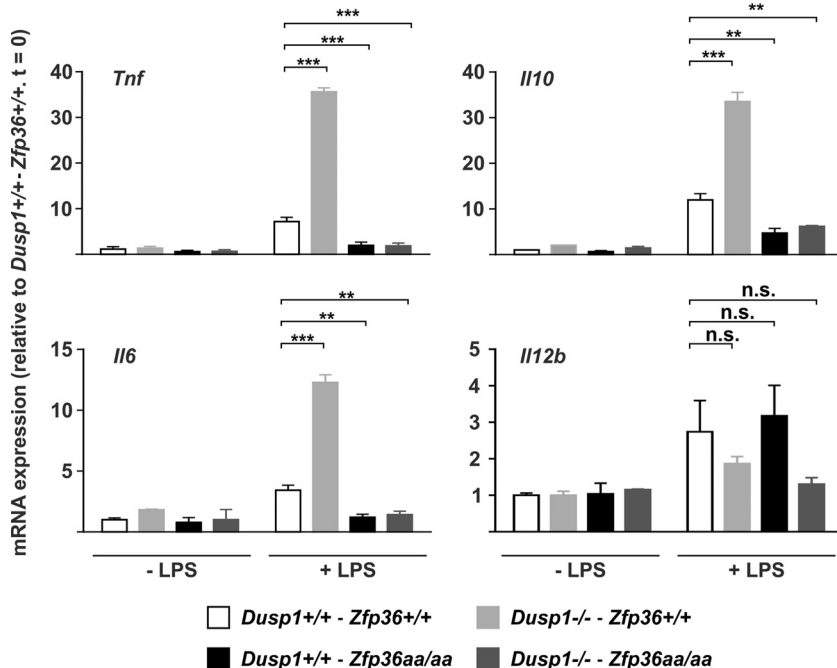 mRNA expression (relative to Dusp1+/+ - Zfp36+/+. t = 0)
***
***
***
Tnf
40
30
20
10
**
**
***
Il10
40
30
20
10
**
**
***
Il6
15
10
5
- LPS
+ LPS
n.s.
n.s.
n.s.
Il12b
5
4
3
2
1
- LPS
+ LPS
Dusp1+/+ - Zfp36+/+
Dusp1-/- - Zfp36+/+
Dusp1+/+ - Zfp36aa/aa
Dusp1-/- - Zfp36aa/aa